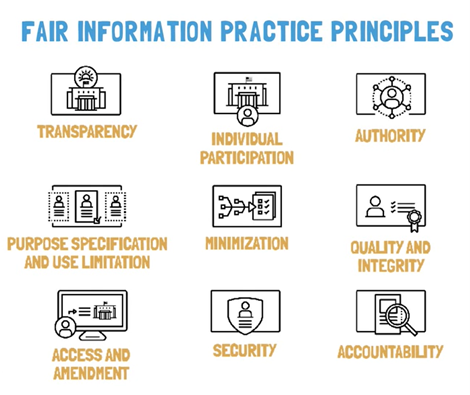 FAIR INFORMATION PRACTICE PRINCIPLES
TRANSPARENCY
INDIVIDUAL
PARTICIPATION
AUTHORITY
PURPOSE SPECIFICATION
AND USE LIMITATION
MINIMIZATION
QUALITY AND
INTEGRITY
ACCESS AND
AMENDMENT
SECURITY
ACCOUNTABILITY